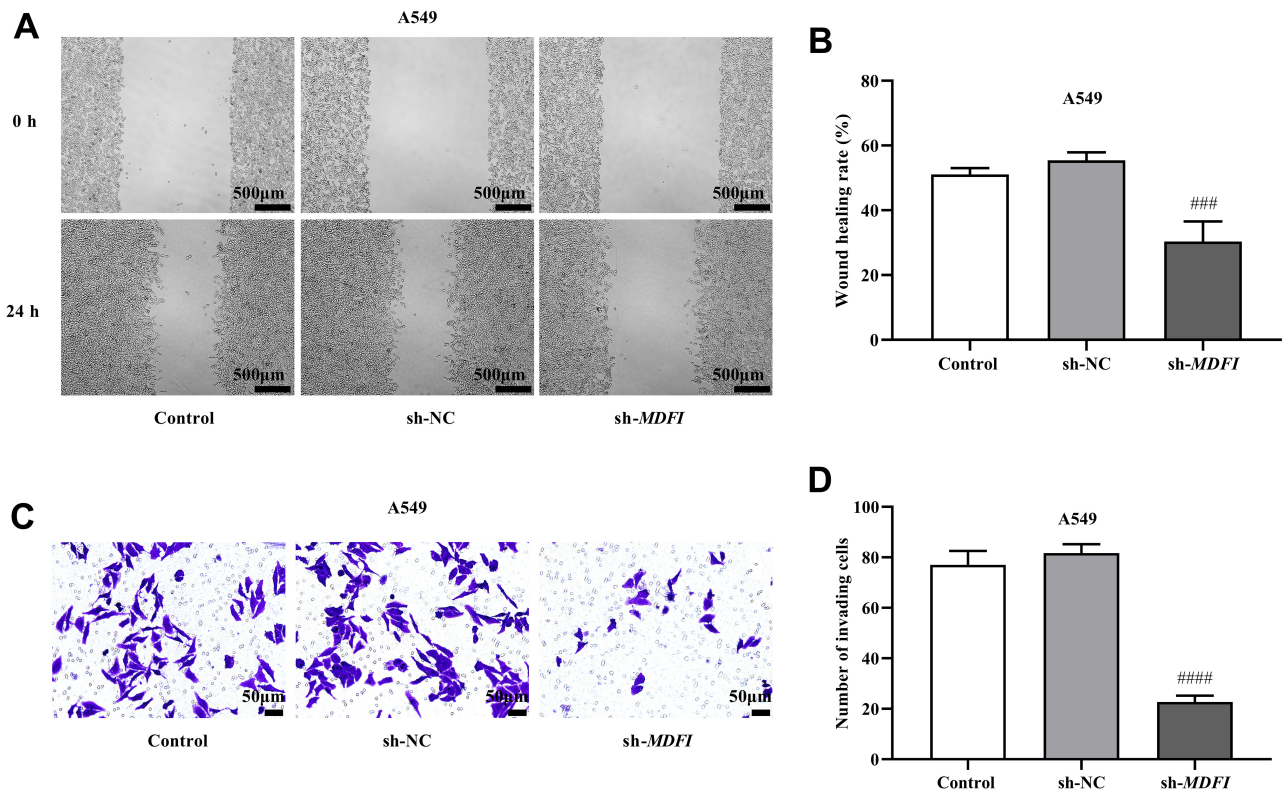 A
A549
0 h
500μm
500μm
500μm
24 h
500μm
500μm
500μm
Control
sh-NC
sh-MDFI
B
A549
Wound healing rate (%)
80
60
40
20
0
###
Control
sh-NC
sh-MDFI
C
A549
50μm
50μm
50μm
Control
sh-NC
sh-MDFI
D
A549
Number of invading cells
100
80
60
40
20
0
####
Control
sh-NC
sh-MDFI